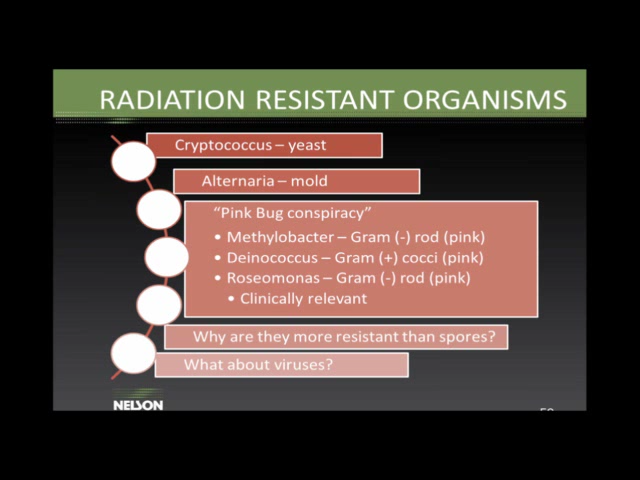 RADIATION RESISTANT ORGANISMS
Cryptococcus – yeast
Alternaria – mold
“Pink Bug conspiracy”
• Methylobacter – Gram (-) rod (pink)
• Deinococcus – Gram (+) cocci (pink)
• Roseomonas – Gram (-) rod (pink)
• Clinically relevant
Why are they more resistant than spores?
What about viruses?
NELSON